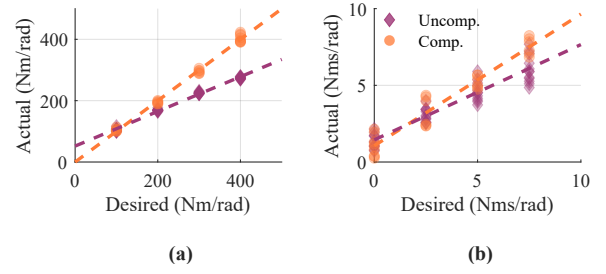 Actual (Nm/rad)
400
200
0
0
200
400
Desired (Nm/rad)
(a)
Actual (Nms/rad)
10
5
0
Uncomp.
Comp.
0
5
10
Desired (Nms/rad)
(b)